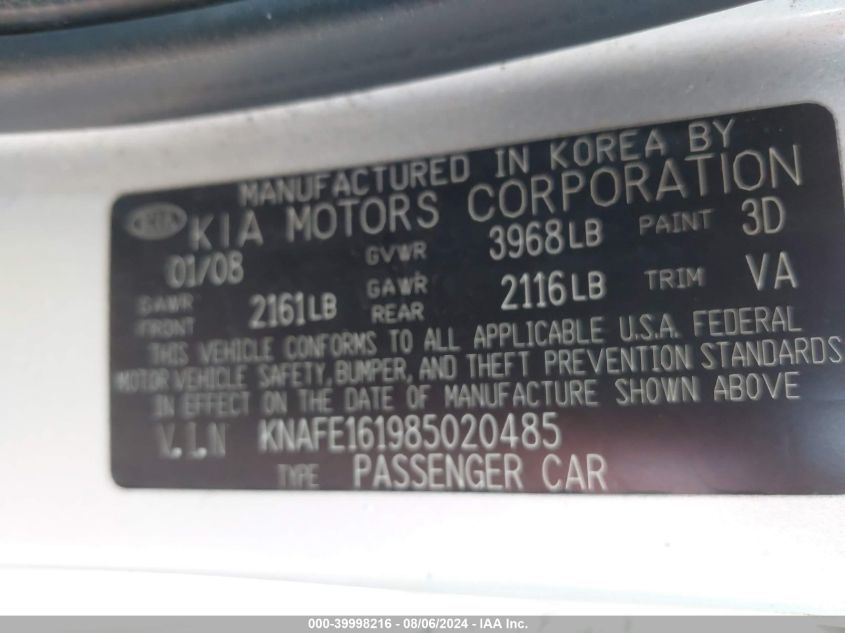 MANUFACTURED IN KOREA BY
KIA KIA MOTORS CORPORATION
01/08 GVWR 3968LB PAINT 3D
GAWR FRONT 2161LB GAWR REAR 2116LB TRIM VA
THIS VEHICLE CONFORMS TO ALL APPLICABLE U.S.A. FEDERAL
MOTOR VEHICLE SAFETY, BUMPER, AND THEFT PREVENTION STANDARDS
IN EFFECT ON THE DATE OF MANUFACTURE SHOWN ABOVE
V.I.N KNAFE161985020485
TYPE PASSENGER CAR
000-39998216 - 08/06/2024 - IAA Inc.